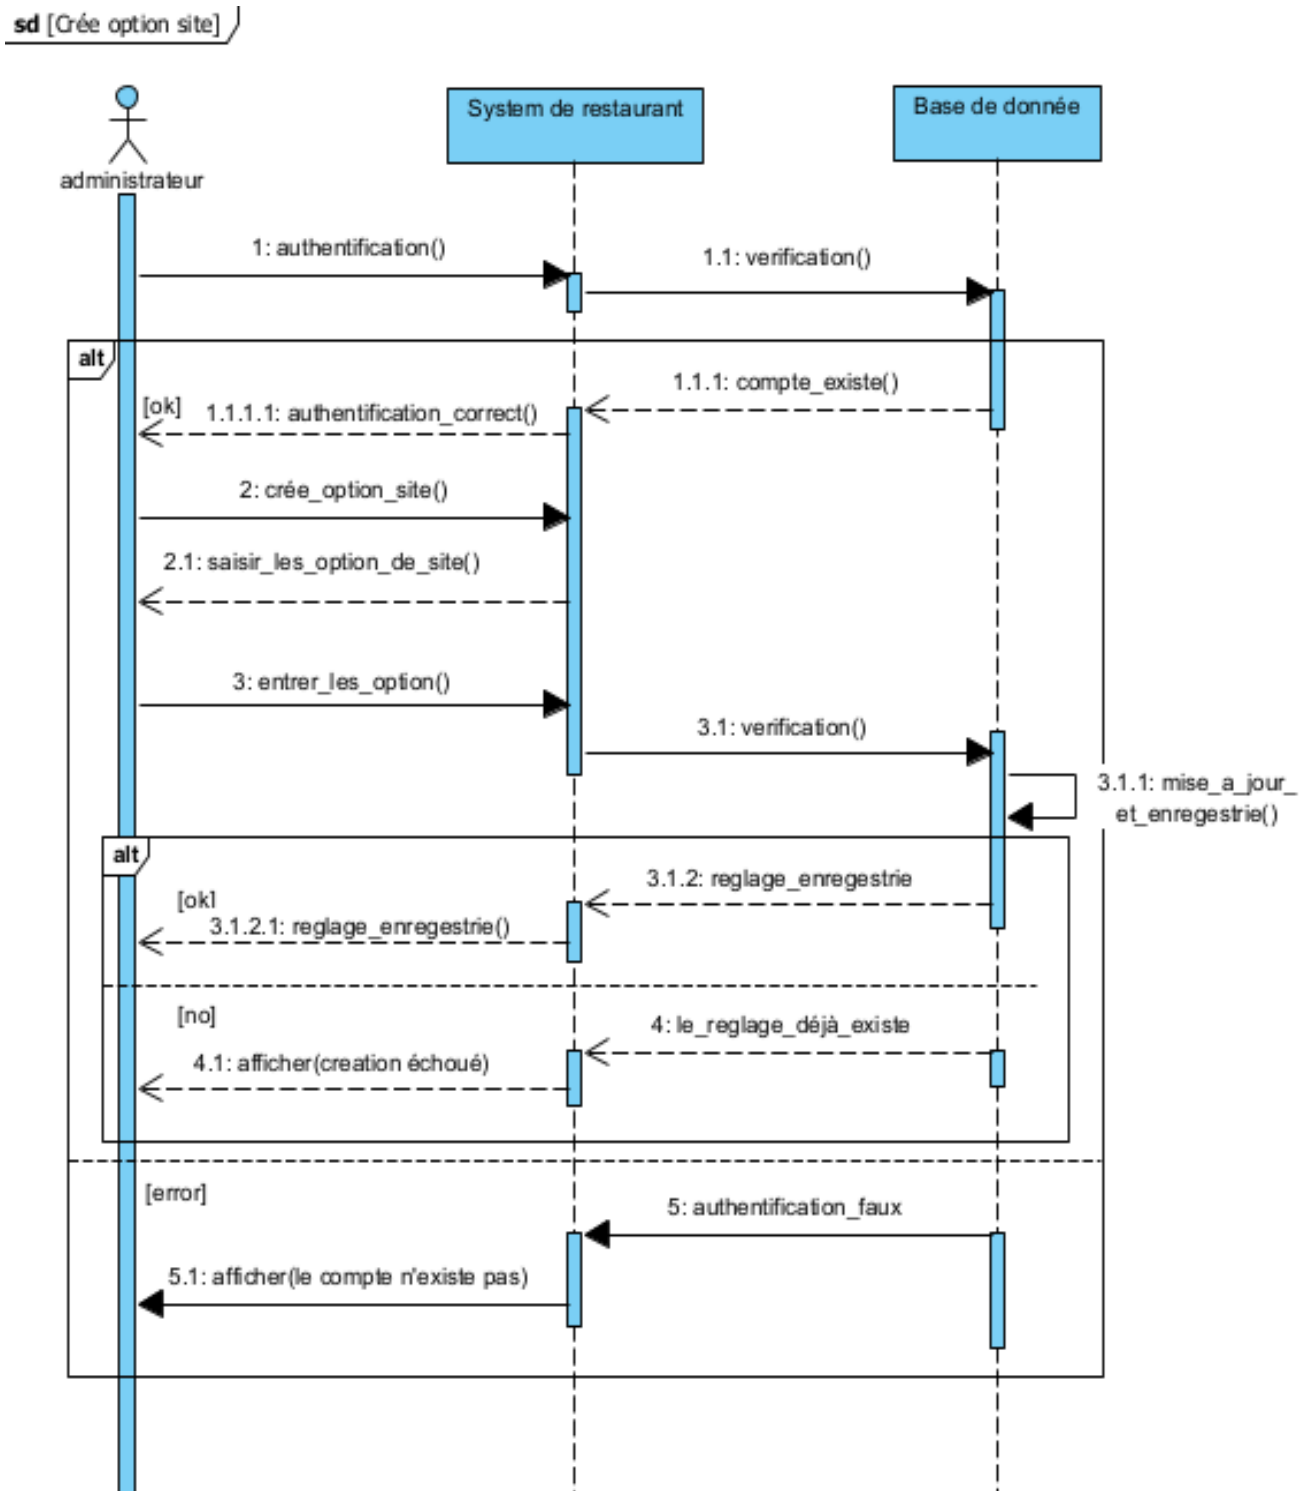 sd [Crée option site]
administrateur
System de restaurant
Base de donnée
1: authentification()
1.1: verification()
alt
1.1.1: compte_existe()
[ok]
1.1.1.1: authentification_correct()
2: crée_option_site()
2.1: saisir_les_option_de_site()
3: entrer_les_option()
3.1: verification()
3.1.1: mise_a_jour_
et_enregestrie()
alt
3.1.2: reglage_enregestrie
[ok]
3.1.2.1: reglage_enregestrie()
[no]
4: le_reglage_déjà_existe
4.1: afficher(creation échoué)
[error]
5: authentification_faux
5.1: afficher(le compte n'existe pas)